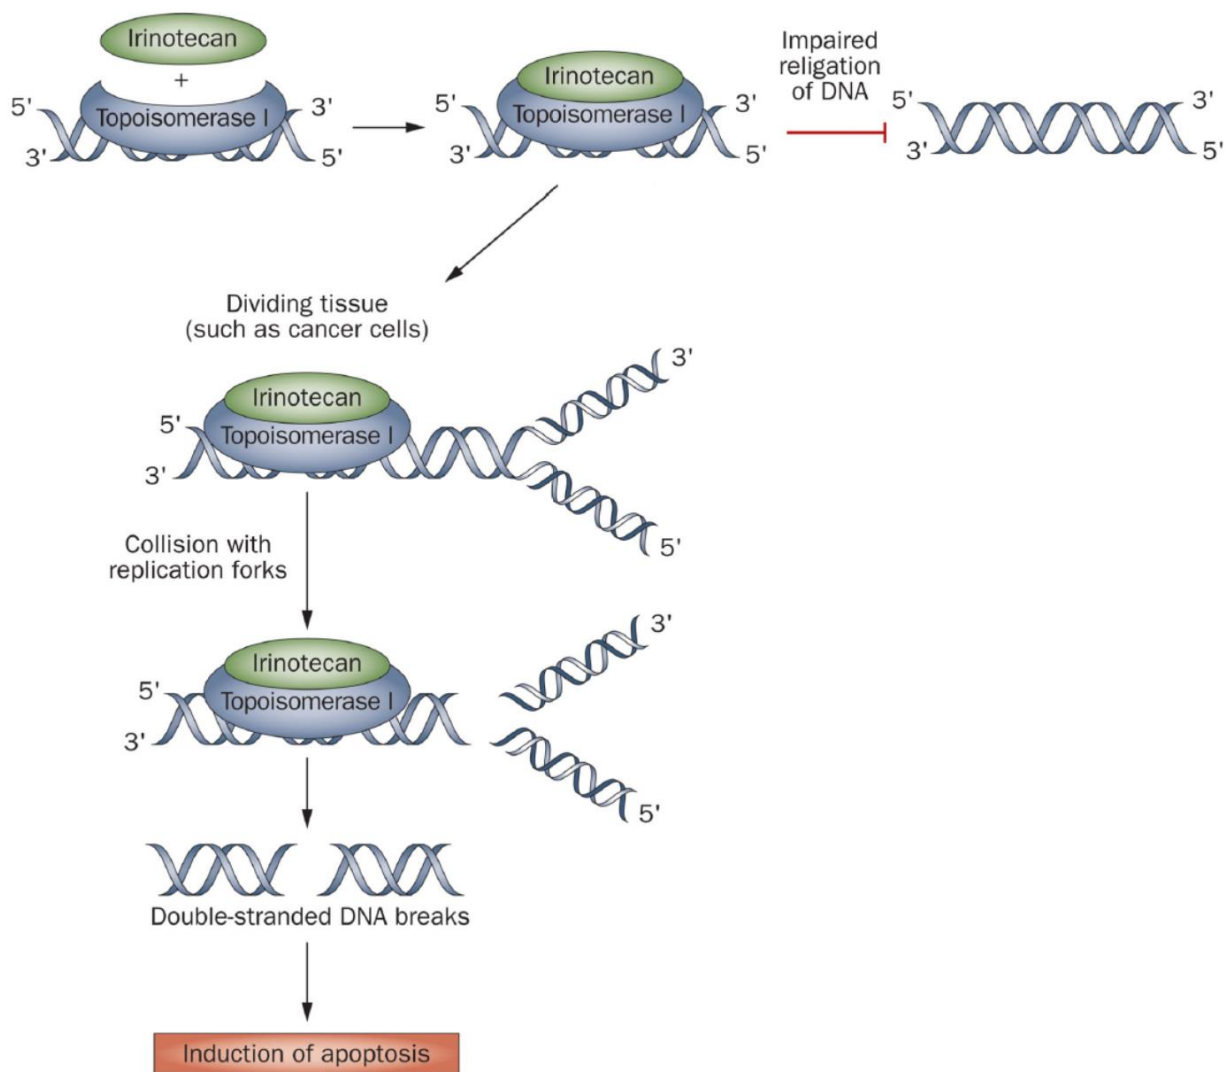 Irinotecan
+
Topoisomerase I
5'
3'
3'
5'
Irinotecan
Topoisomerase I
5'
3'
3'
5'
Impaired
religation
of DNA
5'
3'
3'
5'
Dividing tissue
(such as cancer cells)
Irinotecan
Topoisomerase I
5'
3'
3'
5'
Collision with
replication forks
Irinotecan
Topoisomerase I
5'
3'
3'
5'
Double-stranded DNA breaks
Induction of apoptosis